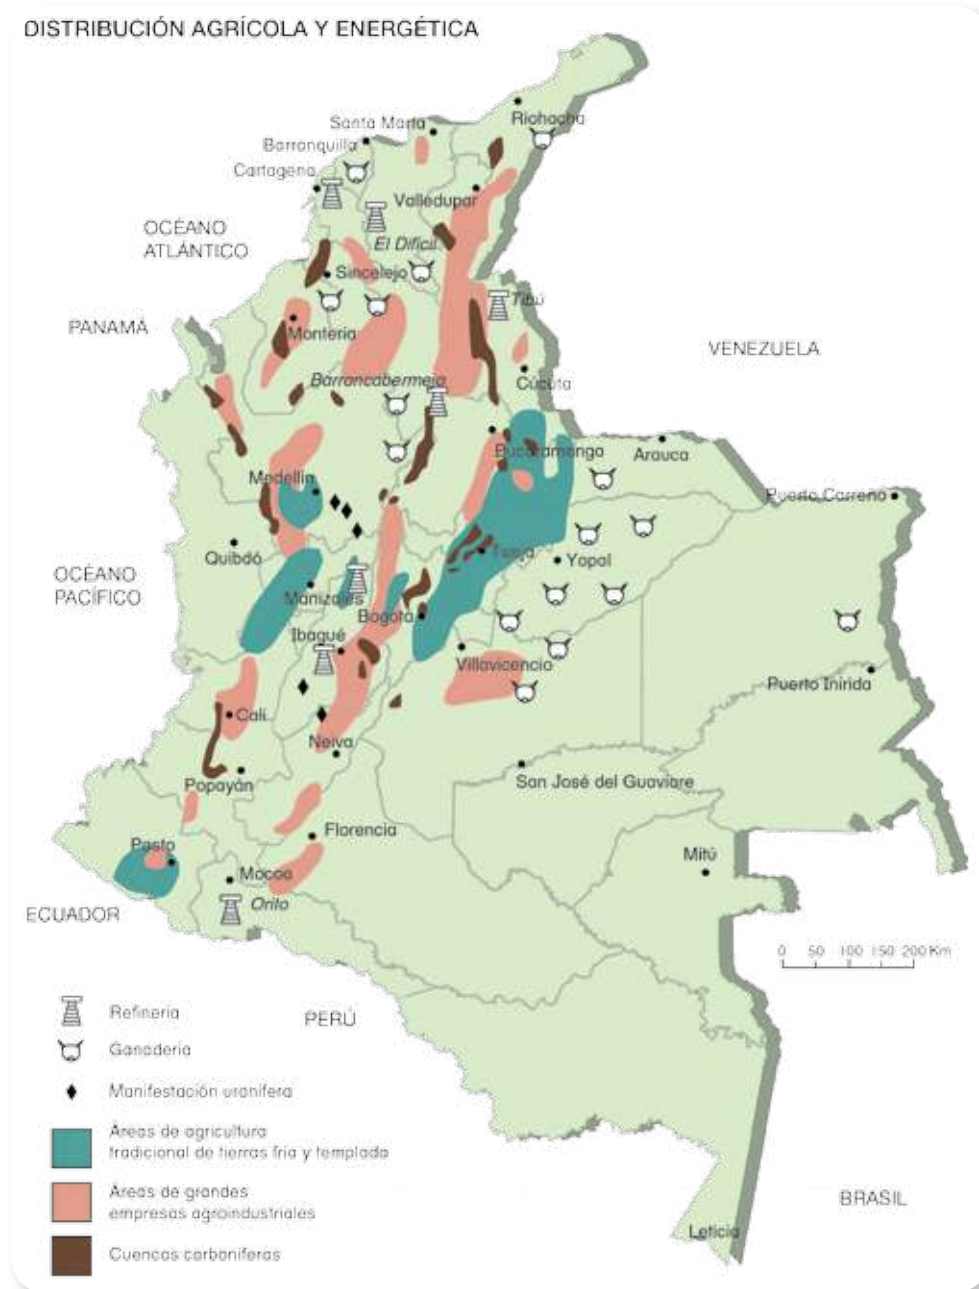 DISTRIBUCIÓN AGRÍCOLA Y ENERGÉTICA
Riohacha
Santa Marta
Barranquilla
Cartagena
Valledupar
OCÉANO
ATLÁNTICO
El Difícil
Sincelejo
Tibú
PANAMÁ
Montería
VENEZUELA
Barrancabermeja
Cúcuta
Bucaramanga
Arauca
Medellín
Puerto Carreño
Quibdó
Tunja
Yopal
OCÉANO
PACÍFICO
Manizales
Bogotá
Ibagué
Villavicencio
Puerto Inírida
Cali
Neiva
Popayán
San José del Guaviare
Florencia
Pasto
Mitú
Mocoa
Orito
ECUADOR
0 50 100 150 200 Km
PERÚ
Refinería
Ganadería
Manifestación uranífera
Áreas de agricultura
tradicional de tierras fría y templada
Áreas de grandes
empresas agroindustriales
Cuencas carboníferas
BRASIL
Leticia